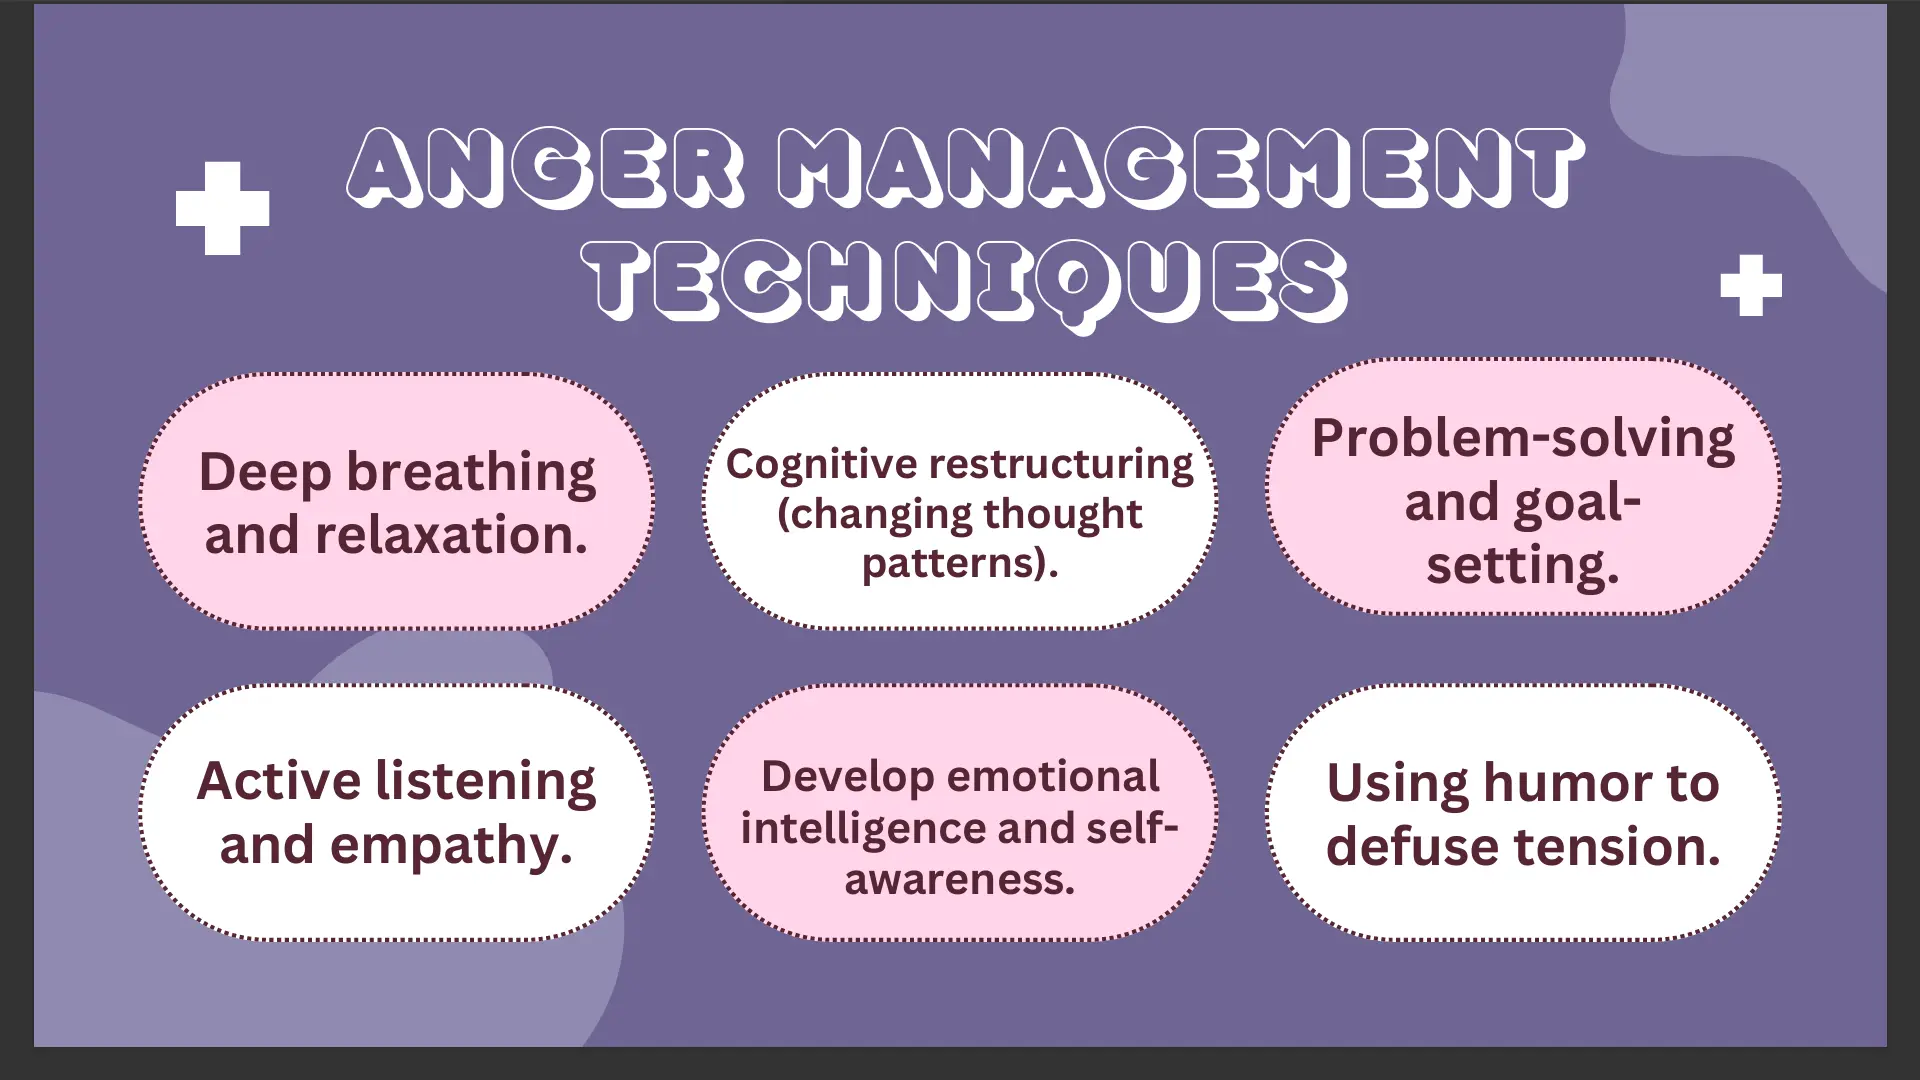 ANGER MANAGEMENT
TECHNIQUES
Deep breathing
and relaxation.
Cognitive restructuring
(changing thought
patterns).
Problem-solving
and goal-
setting.
Active listening
and empathy.
Develop emotional
intelligence and self-
awareness.
Using humor to
defuse tension.